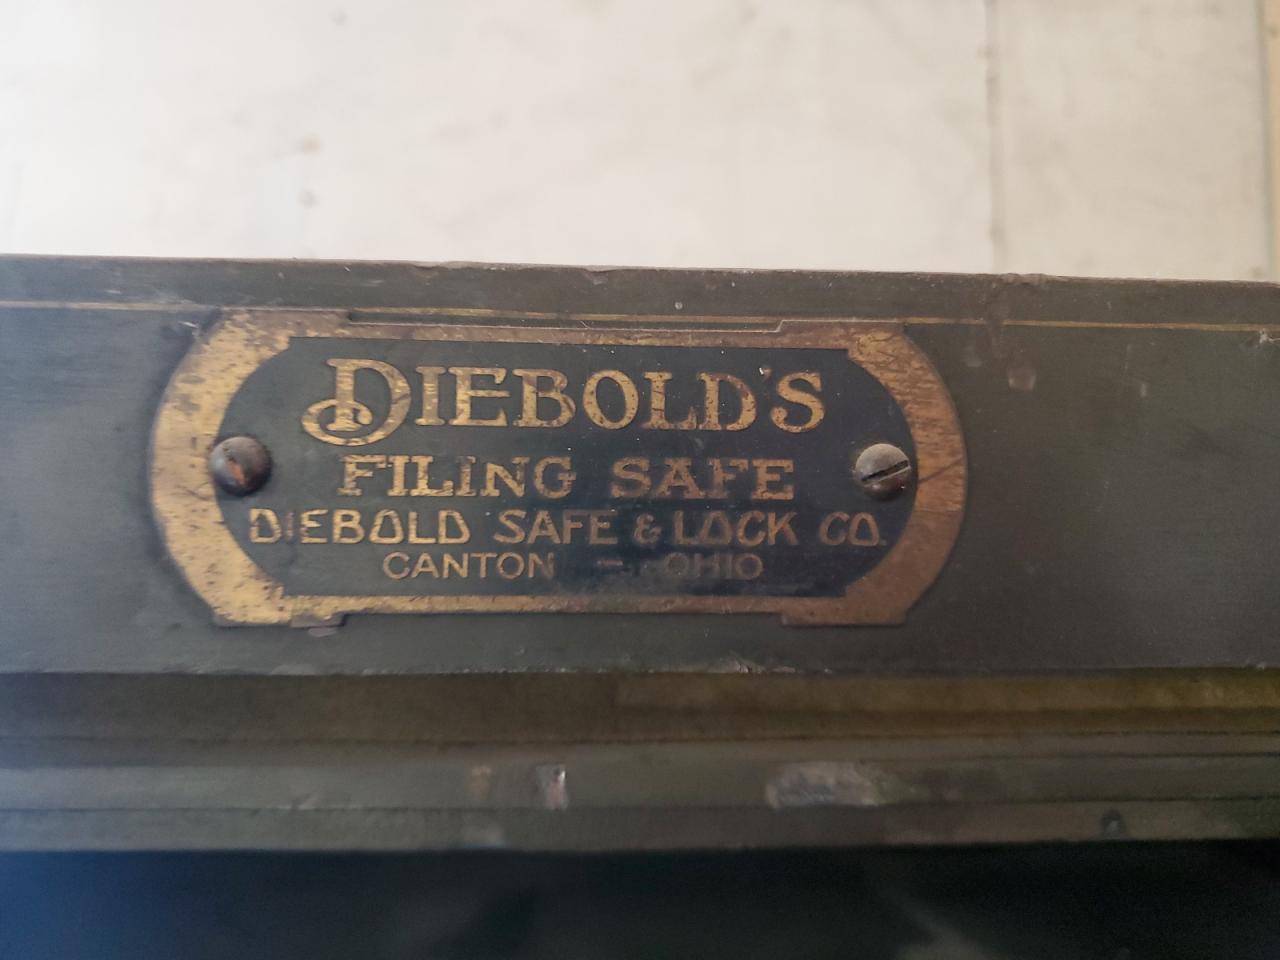 DIEBOLD'S
FILING SAFE
DIEBOLD SAFE & LOCK CO.
CANTON – OHIO